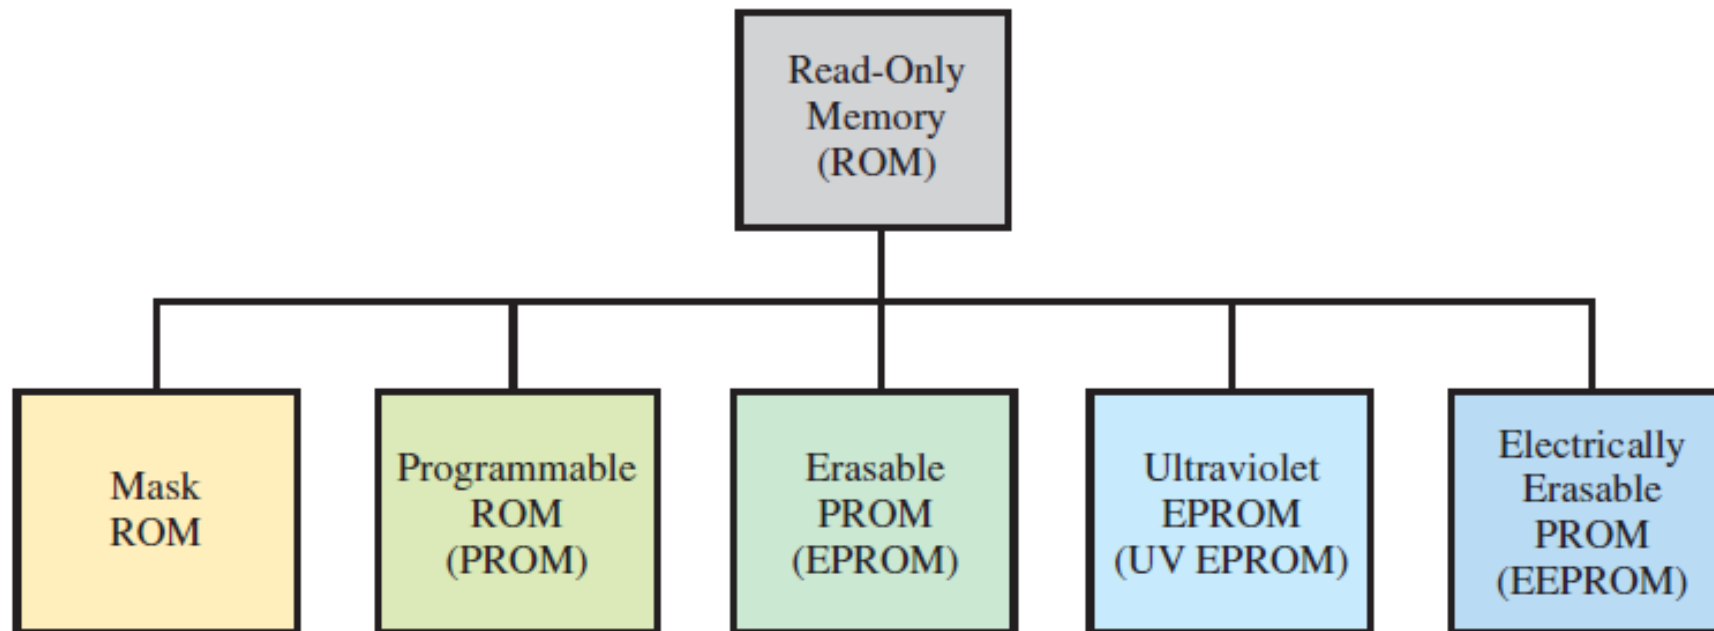 Read-Only
Memory
(ROM)
Mask
ROM
Programmable
ROM
(PROM)
Erasable
PROM
(EPROM)
Ultraviolet
EPROM
(UV EPROM)
Electrically
Erasable
PROM
(EEPROM)